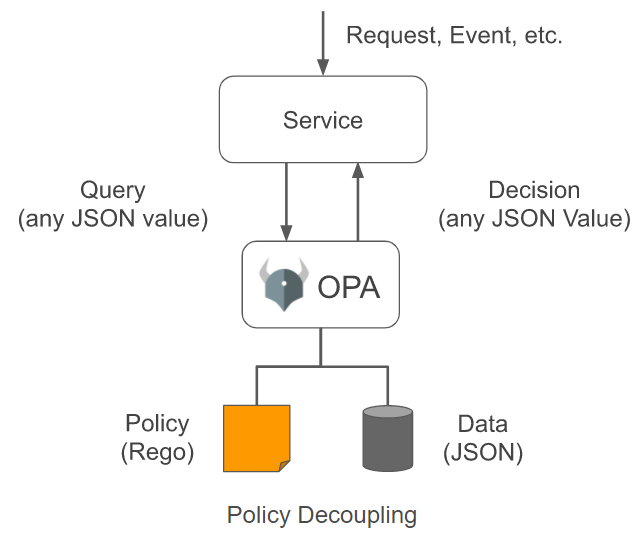 Request, Event, etc.
Service
Query
(any JSON value)
Decision
(any JSON Value)
OPA
Policy
(Rego)
Data
(JSON)
Policy Decoupling